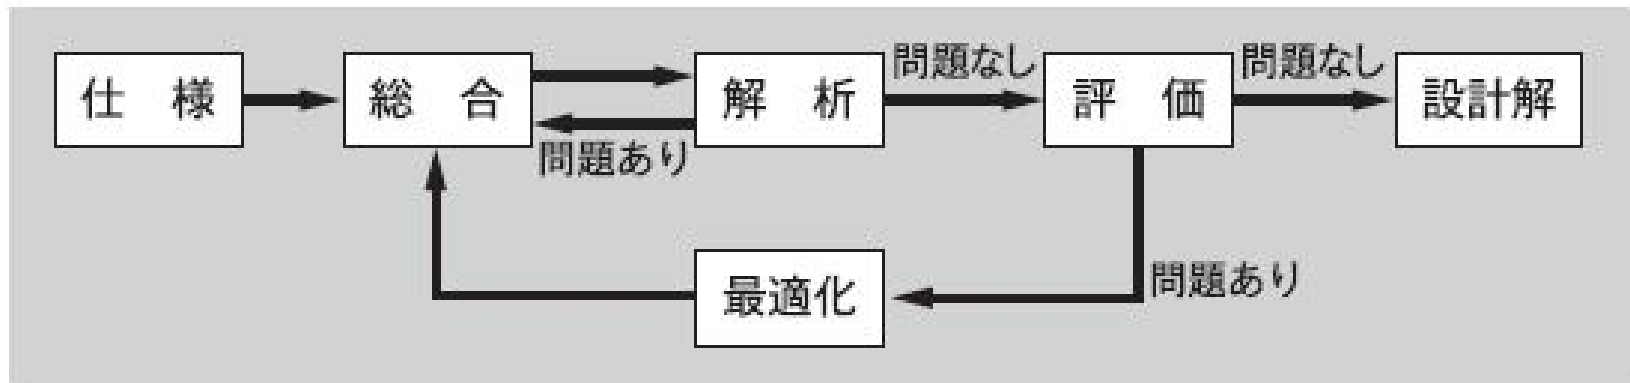 仕 様
総 合
解 析
問題なし
評 価
問題なし
設計解
問題あり
最適化
問題あり